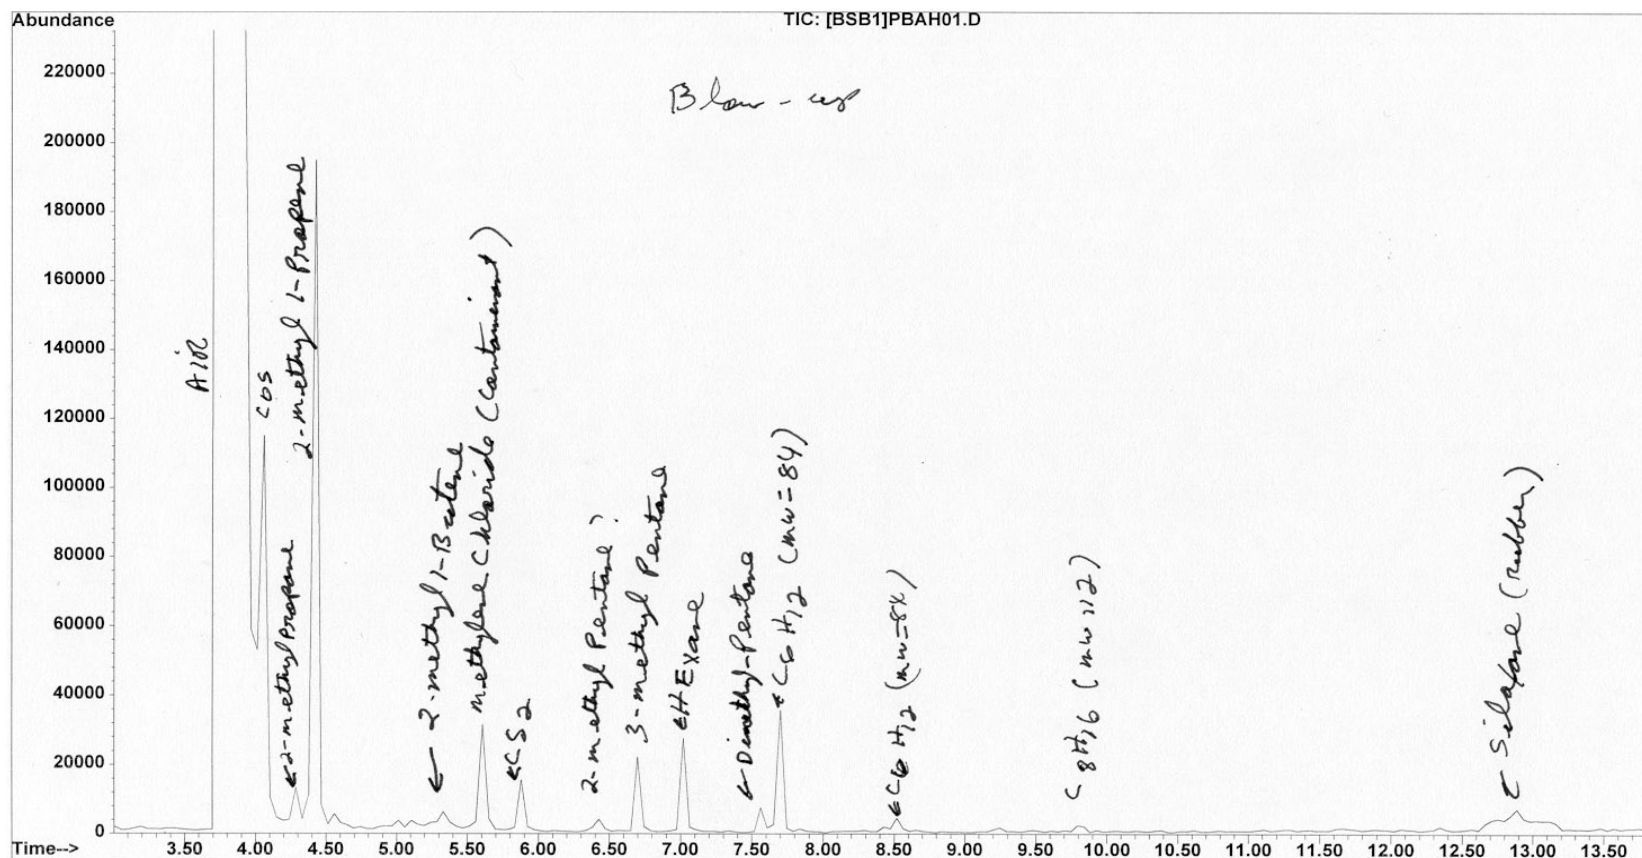 Abundance
TIC: [BSB1]PBAH01.D
Blow-up
220000
200000
180000
160000
140000
120000
100000
80000
60000
40000
20000
0
Air
COS
2-methyl Propane
2-methyl 1-Propene
2-methyl 1-Butene
methylene Chloride (Contaminant)
CS2
2-methyl Pentane
3-methyl Pentane
HExane
Dimethyl-Pentane
C6H12 (mw=84)
C6H12 (mw=84)
C8H16 (mw 112)
(Rubber)
Time-->
3.50 4.00 4.50 5.00 5.50 6.00 6.50 7.00 7.50 8.00 8.50 9.00 9.50 10.00 10.50 11.00 11.50 12.00 12.50 13.00 13.50